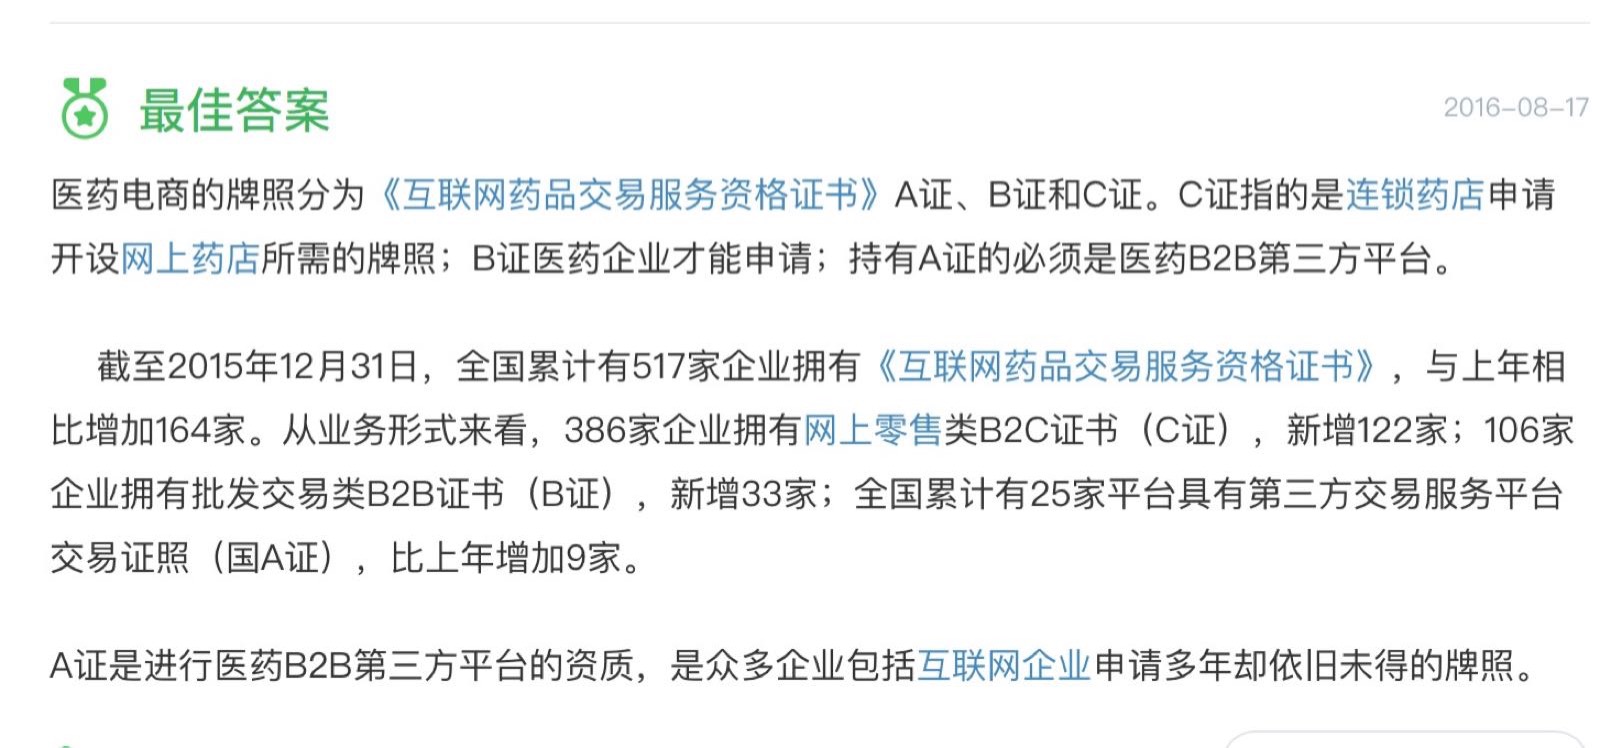 最佳答案
2016-08-17
医药电商的牌照分为《互联网药品交易服务资格证书》A证、B证和C证。C证指的是连锁药店申请
开设网上药店所需的牌照；B证医药企业才能申请；持有A证的必须是医药B2B第三方平台。
截至2015年12月31日，全国累计有517家企业拥有《互联网药品交易服务资格证书》，与上年相
比增加164家。从业务形式来看，386家企业拥有网上零售类B2C证书（C证），新增122家；106家
企业拥有批发交易类B2B证书（B证），新增33家；全国累计有25家平台具有第三方交易服务平台
交易证照（国A证），比上年增加9家。
A证是进行医药B2B第三方平台的资质，是众多企业包括互联网企业申请多年却依旧未得的牌照。